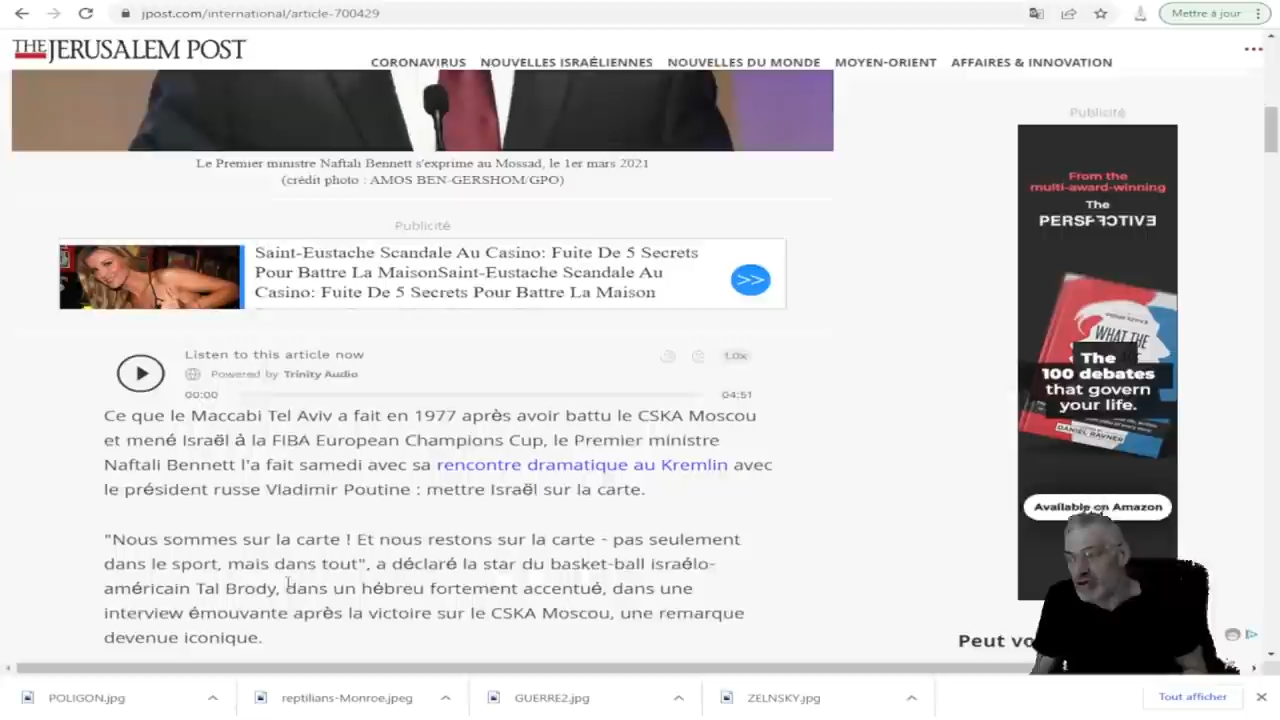 jpost.com/international/article-700429
Mettre à jour
THE JERUSALEM POST
CORONAVIRUS NOUVELLES ISRAÉLIENNES NOUVELLES DU MONDE MOYEN-ORIENT AFFAIRES & INNOVATION
Le Premier ministre Naftali Bennett s'exprime au Mossad, le 1er mars 2021
(crédit photo : AMOS BEN-GERSHOM/GPO)
Publicité
Saint-Eustache Scandale Au Casino: Fuite De 5 Secrets
Pour Battre La MaisonSaint-Eustache Scandale Au
Casino: Fuite De 5 Secrets Pour Battre La Maison
>>
Listen to this article now
Powered by Trinity Audio
1.0x
00:00
04:51
Ce que le Maccabi Tel Aviv a fait en 1977 après avoir battu le CSKA Moscou
et mené Israël à la FIBA European Champions Cup, le Premier ministre
Naftali Bennett l'a fait samedi avec sa rencontre dramatique au Kremlin avec
le président russe Vladimir Poutine : mettre Israël sur la carte.
"Nous sommes sur la carte ! Et nous restons sur la carte - pas seulement
dans le sport, mais dans tout", a déclaré la star du basket-ball israélo-
américain Tal Brody, dans un hébreu fortement accentué, dans une
interview émouvante après la victoire sur le CSKA Moscou, une remarque
devenue iconique.
Publicité
From the
multi-award-winning
The
PERSPECTIVE
WHAT THE
The
100 debates
that govern
your life.
DANIEL RAVNER
Available on Amazon
Peut vo
POLIGON.jpg
reptilians-Monroe.jpeg
GUERRE2.jpg
ZELNSKY.jpg
Tout afficher